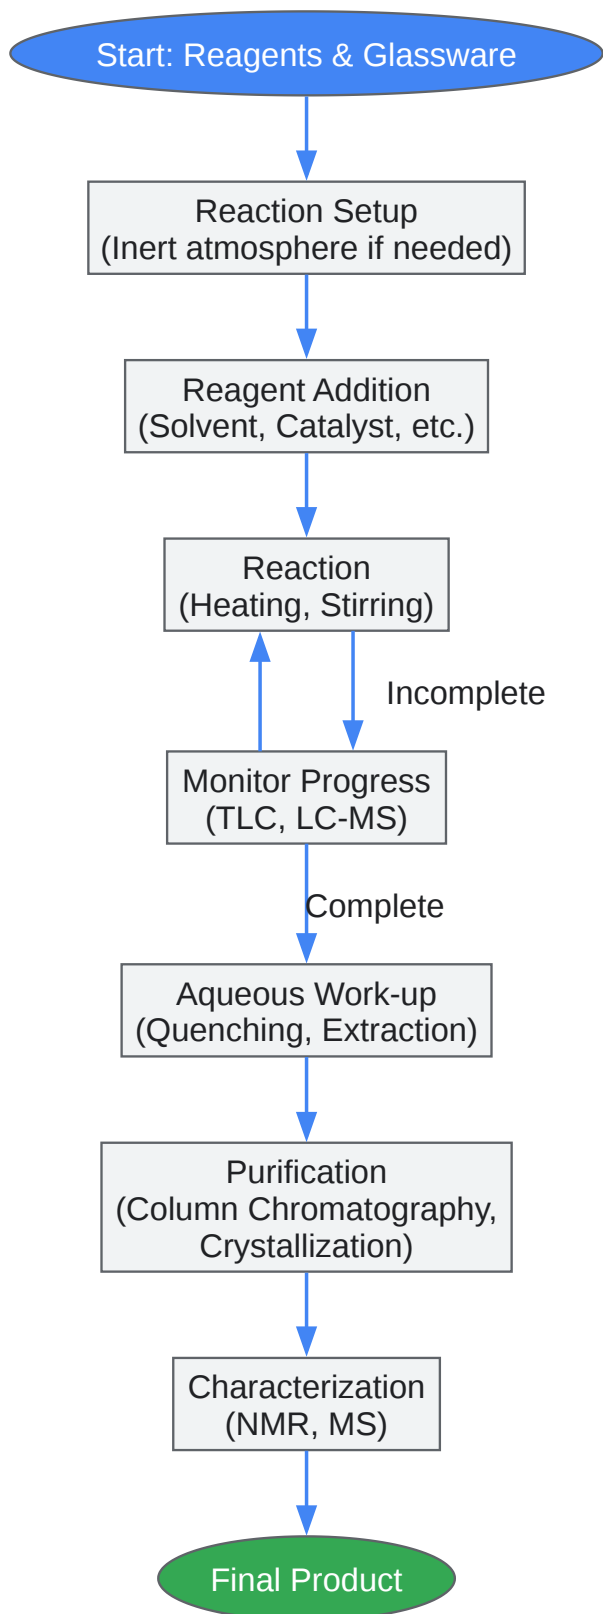 Start: Reagents & Glassware
Reaction Setup
(Inert atmosphere if needed)
Reagent Addition
(Solvent, Catalyst, etc.)
Reaction
(Heating, Stirring)
Incomplete
Monitor Progress
(TLC, LC-MS)
Complete
Aqueous Work-up
(Quenching, Extraction)
Purification
(Column Chromatography,
Crystallization)
Characterization
(NMR, MS)
Final Product